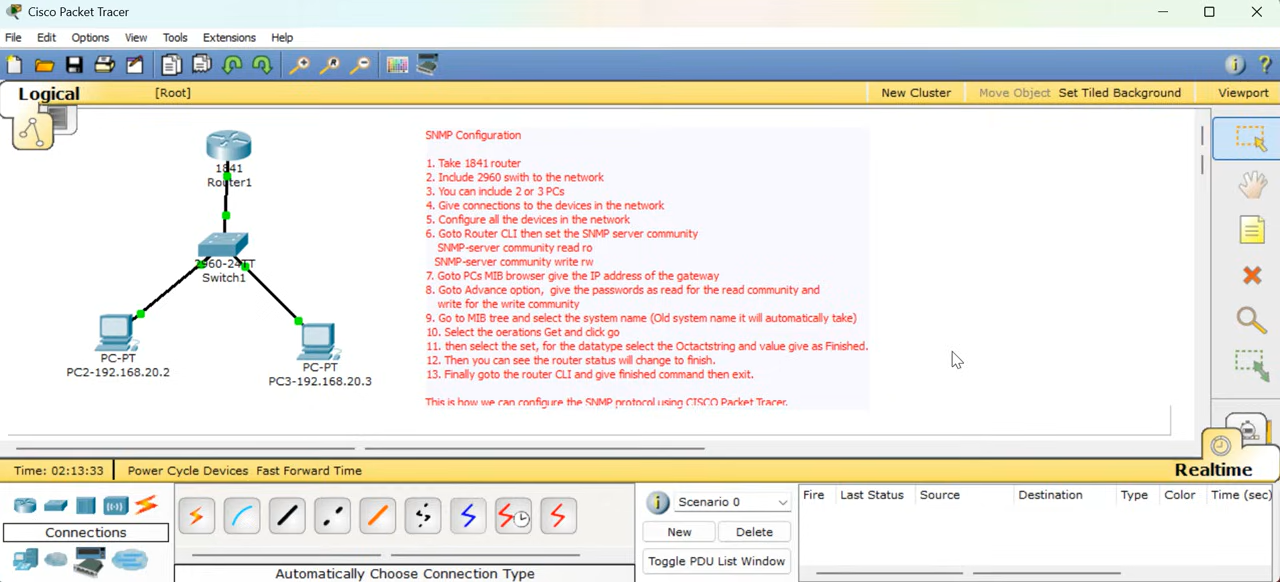 Cisco Packet Tracer
File Edit Options View Tools Extensions Help
Logical [Root] New Cluster Move Object Set Tiled Background Viewport
1841
Router1
2960-24TT
Switch1
PC-PT
PC2-192.168.20.2
PC-PT
PC3-192.168.20.3
SNMP Configuration
1. Take 1841 router
2. Include 2960 swith to the network
3. You can include 2 or 3 PCs
4. Give connections to the devices in the network
5. Configure all the devices in the network
6. Goto Router CLI then set the SNMP server community
SNMP-server community read ro
SNMP-server community write rw
7. Goto PCs MIB browser give the IP address of the gateway
8. Goto Advance option, give the passwords as read for the read community and
write for the write community
9. Go to MIB tree and select the system name (Old system name it will automatically take)
10. Select the oerations Get and click go
11. then select the set, for the datatype select the Octactstring and value give as Finished.
12. Then you can see the router status will change to finish.
13. Finally goto the router CLI and give finished command then exit.
This is how we can configure the SNMP protocol using CISCO Packet Tracer.
Time: 02:13:33 Power Cycle Devices Fast Forward Time
Realtime
Connections
Automatically Choose Connection Type
Scenario 0
New Delete
Toggle PDU List Window
Fire Last Status Source Destination Type Color Time (sec)